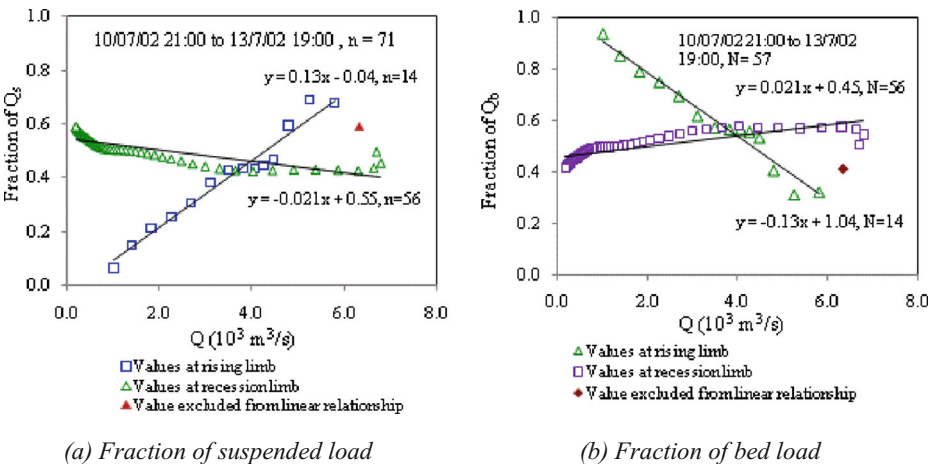 1.0
0.8
0.6
0.4
0.2
0.0
Fraction of Qs
10/07/02 21:00 to 13/7/02 19:00 , n = 71
y = 0.13x - 0.04, n=14
y = -0.021x + 0.55, n=56
0.0 2.0 4.0 6.0 8.0
Q (10³ m³/s)
Values at rising limb
Values at recession limb
Value excluded from linear relationship
(a) Fraction of suspended load
1.0
0.8
0.6
0.4
0.2
0.0
Fraction of Qb
10/07/02 21:00 to 13/7/02
19:00, N= 57
y = 0.021x + 0.45, N=56
y = -0.13x + 1.04, N=14
0.0 2.0 4.0 6.0 8.0
Q (10³ m³/s)
Values at rising limb
Values at recession limb
Value excluded from linear relationship
(b) Fraction of bed load